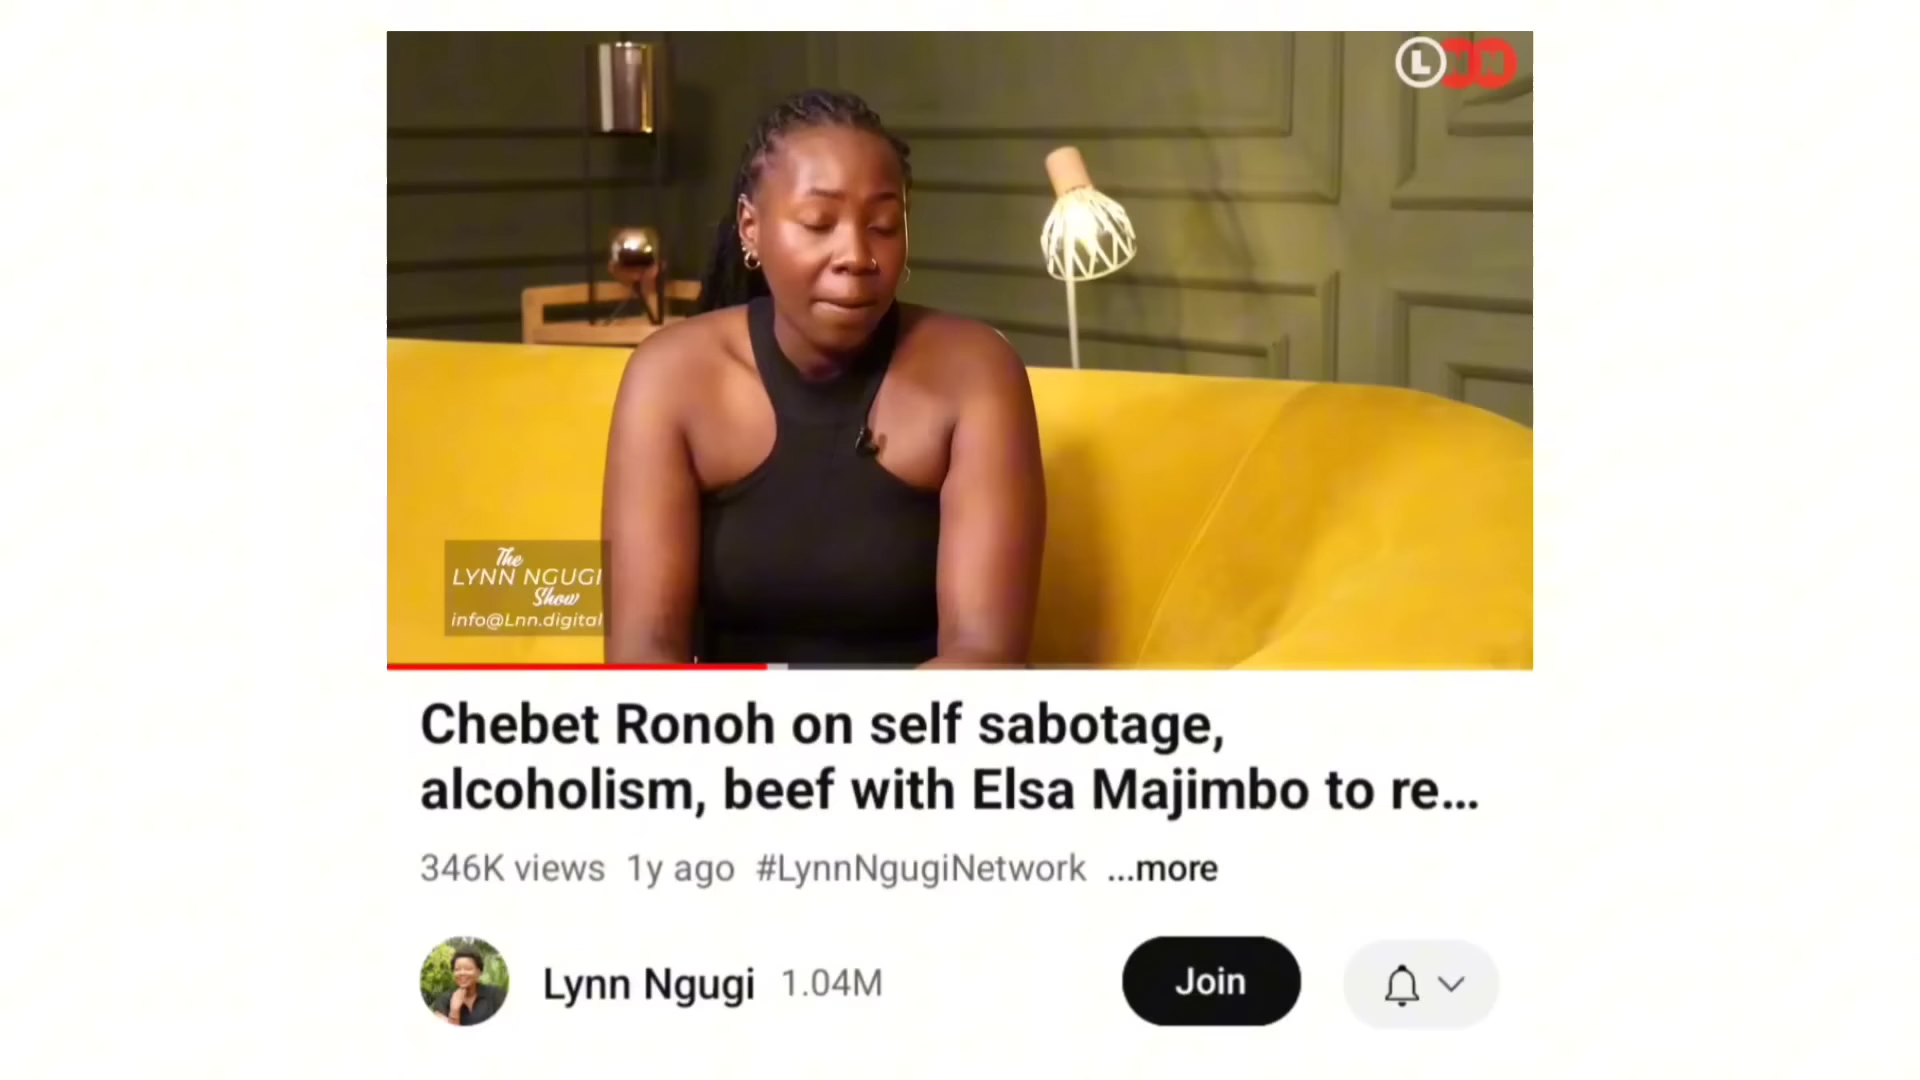 LNN
The
LYNN NGUGI
Show
info@Lnn.digital
Chebet Ronoh on self sabotage,
alcoholism, beef with Elsa Majimbo to re...
346K views 1y ago #LynnNgugiNetwork ...more
Lynn Ngugi 1.04M
Join